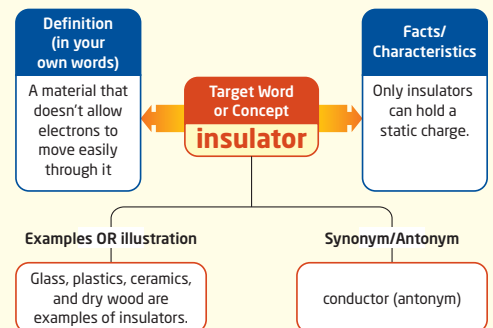 Definition
(in your
own words)
A material that
doesn't allow
electrons to
move easily
through it
Target Word
or Concept
insulator
Facts/
Characteristics
Only insulators
can hold a
static charge.
Examples OR illustration
Glass, plastics, ceramics,
and dry wood are
examples of insulators.
Synonym/Antonym
conductor (antonym)